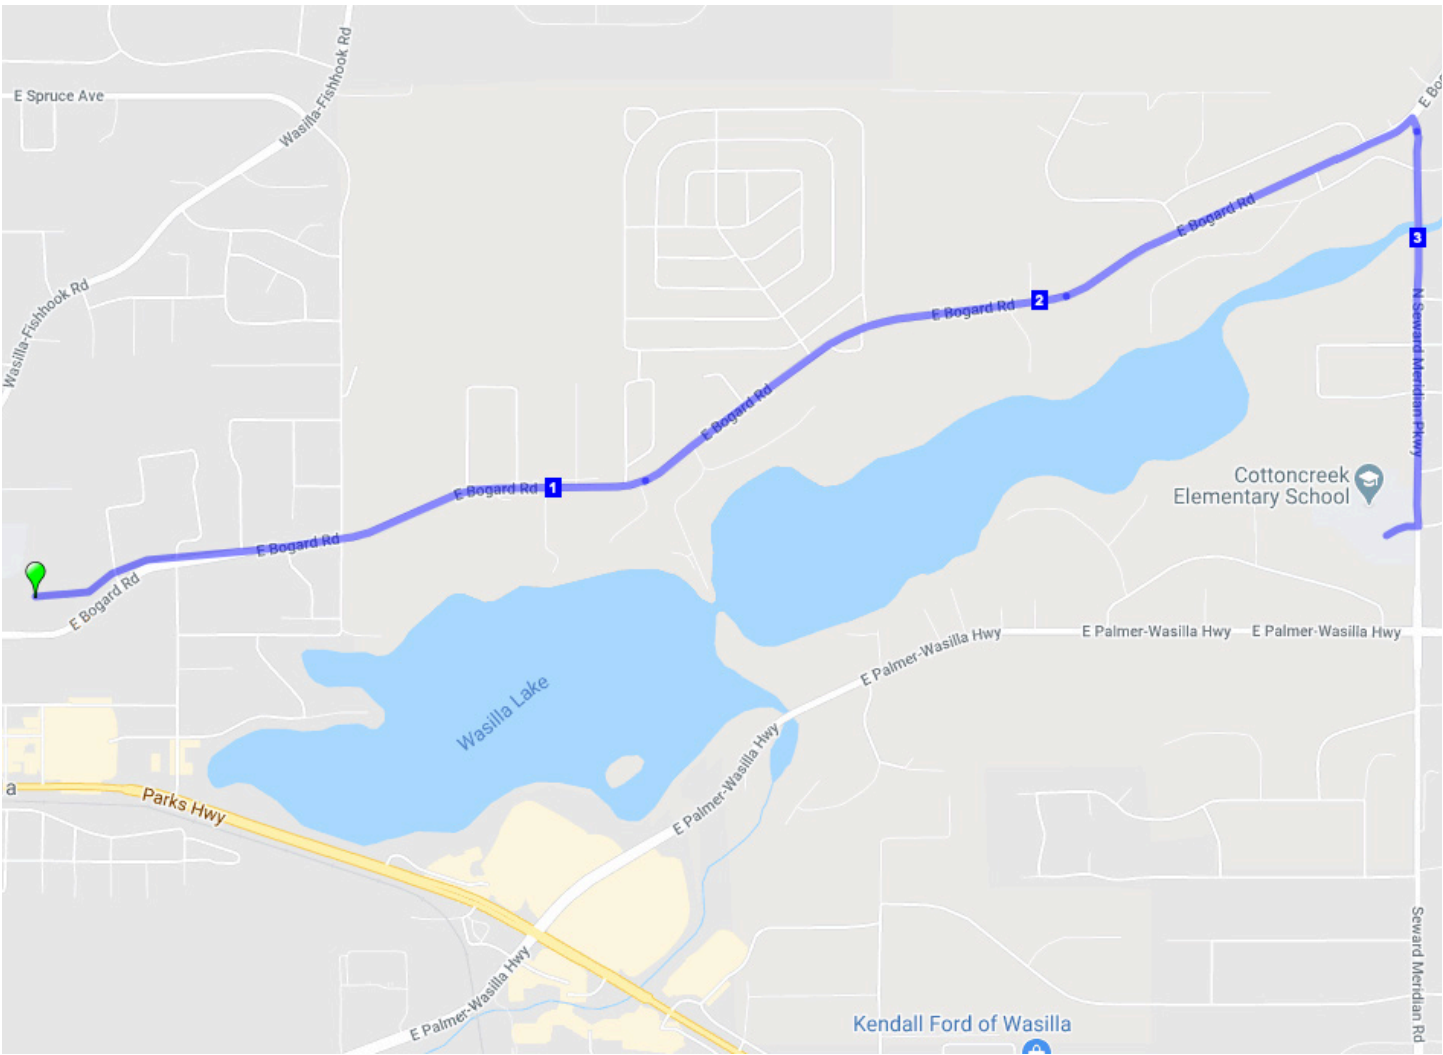 E Bog
E Spruce Ave
Wasilla-Fishhook Rd
E Bogard Rd
3
Wasilla-Fishhook Rd
2
E Bogard Rd
N Seward Meridian Pkwy
E Bogard Rd
Cottoncreek
Elementary School
E Bogard Rd
1
E Bogard Rd
E Bogard Rd
E Palmer-Wasilla Hwy
E Palmer-Wasilla Hwy
E Palmer-Wasilla Hwy
Wasilla Lake
E Palmer-Wasilla Hwy
a
Parks Hwy
E Palmer-Wasilla Hwy
Seward Meridian Rd
Kendall Ford of Wasilla